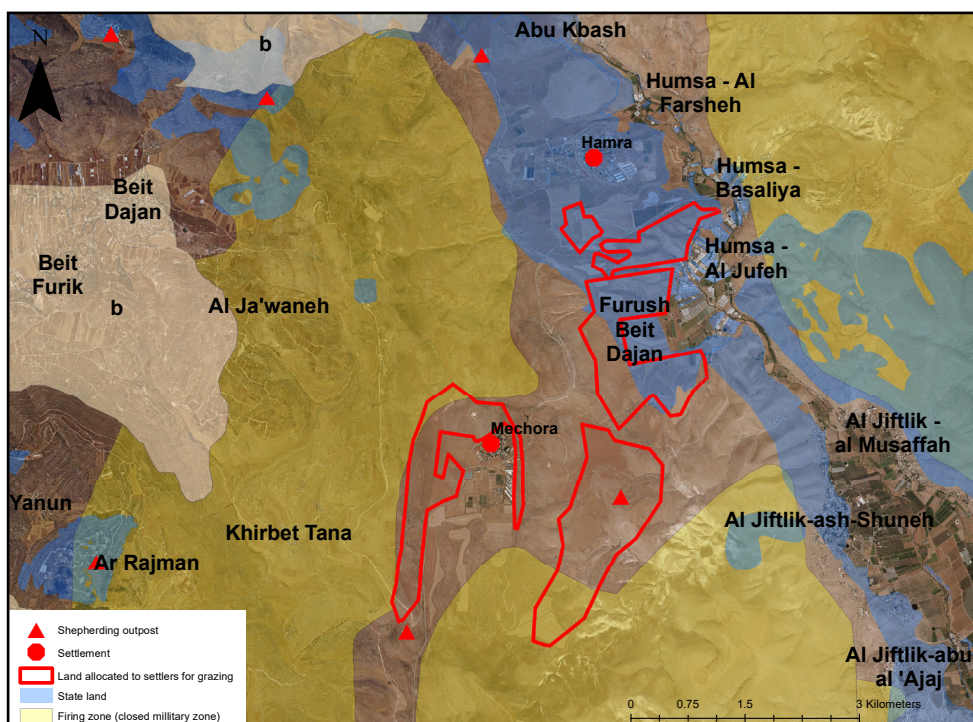 N
b
Abu Kbash
Humsa - Al
Farsheh
Hamra
Humsa -
Basaliya
Beit
Dajan
Humsa -
Al Jufeh
Beit
Furik
b
Al Ja'waneh
Furush
Beit
Dajan
Mechora
Al Jiftlik -
al Musaffah
Yanun
Khirbet Tana
Al Jiftlik-ash-Shuneh
Ar Rajman
Al Jiftlik-abu
al 'Ajaj
Shepherding outpost
Settlement
Land allocated to settlers for grazing
State land
Firing zone (closed millitary zone)
0 0.75 1.5 3 Kilometers